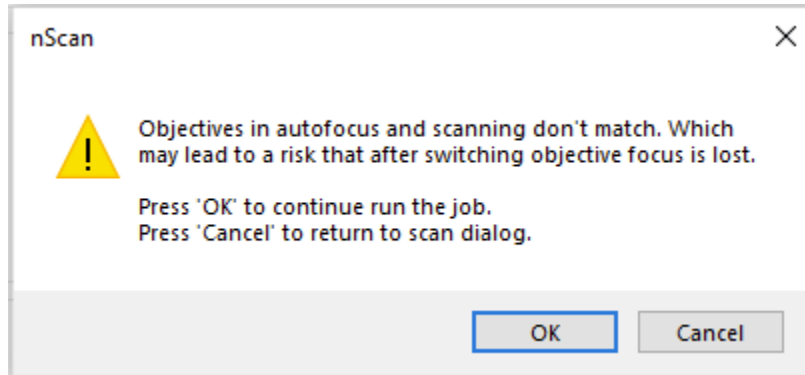 nScan
Objectives in autofocus and scanning don't match. Which
may lead to a risk that after switching objective focus is lost.
Press 'OK' to continue run the job.
Press 'Cancel' to return to scan dialog.
OK
Cancel